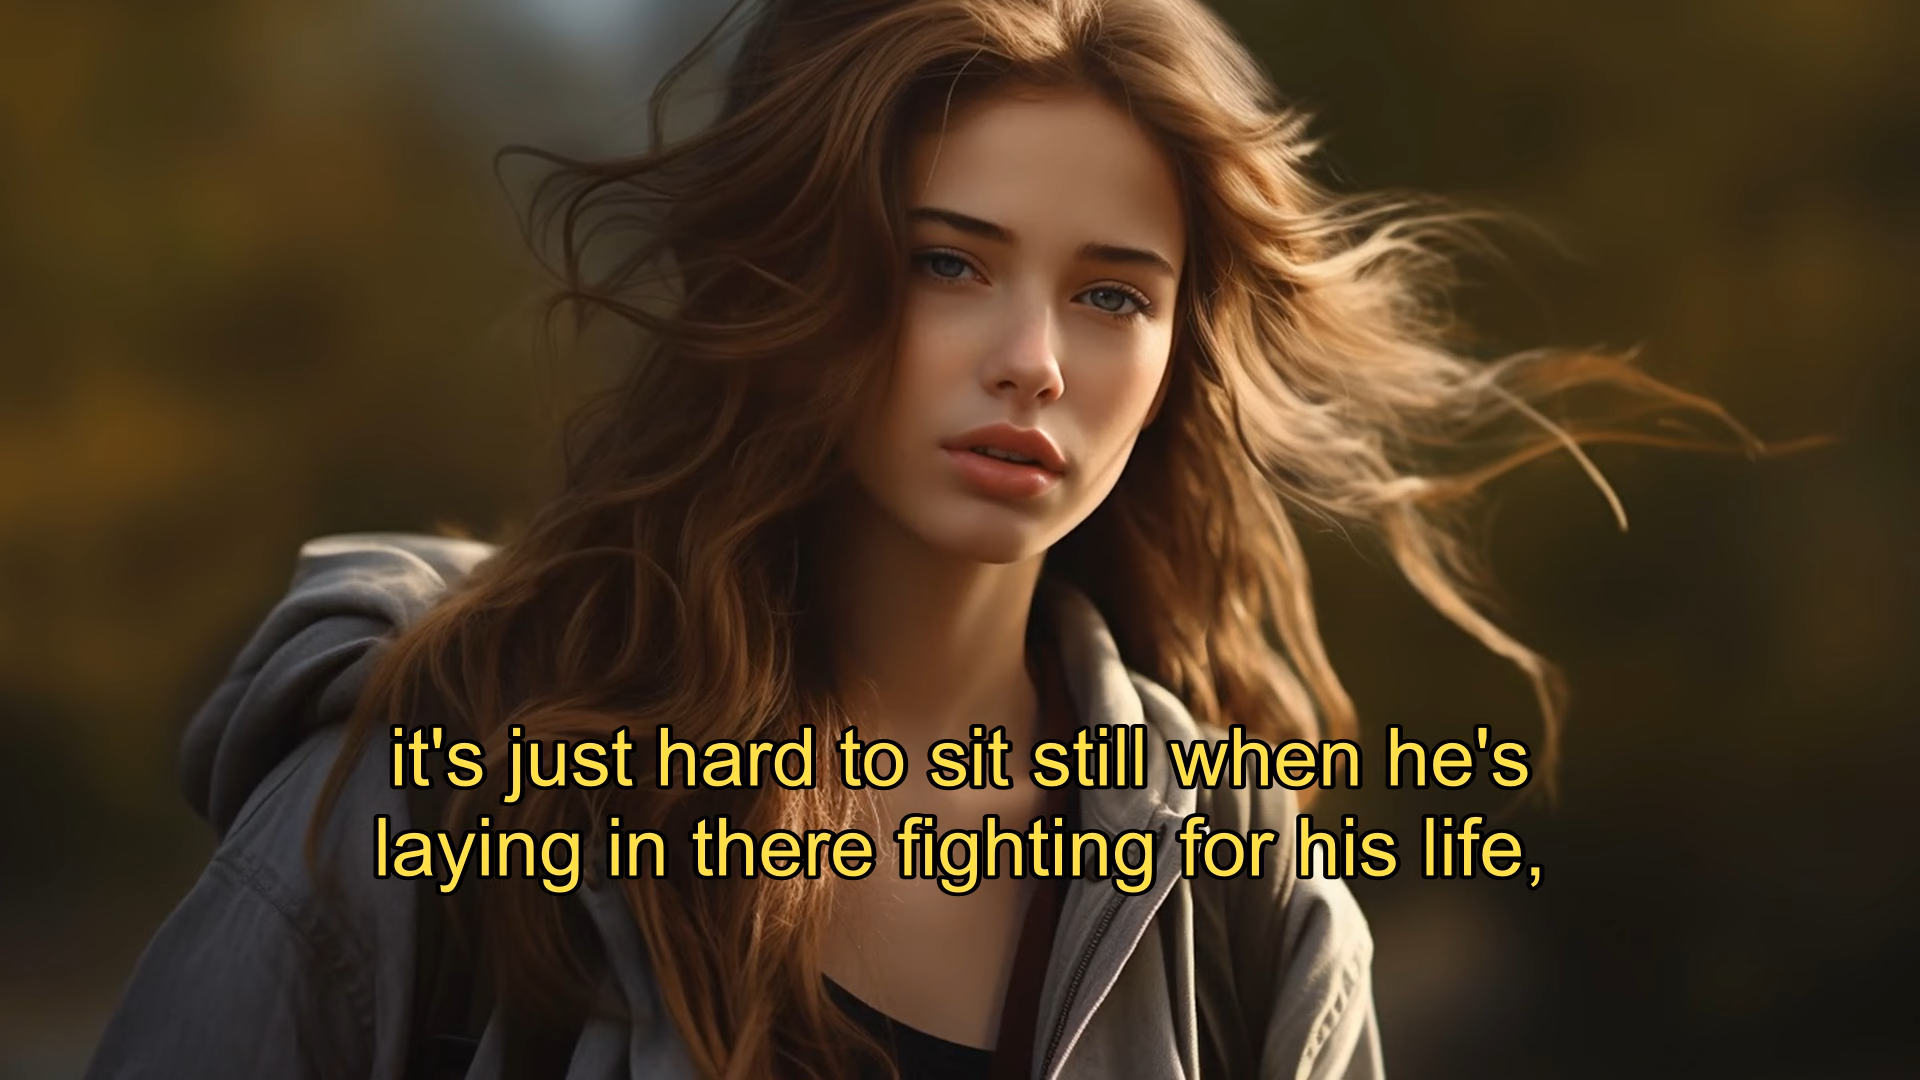 it's just hard to sit still when he's
laying in there fighting for his life,